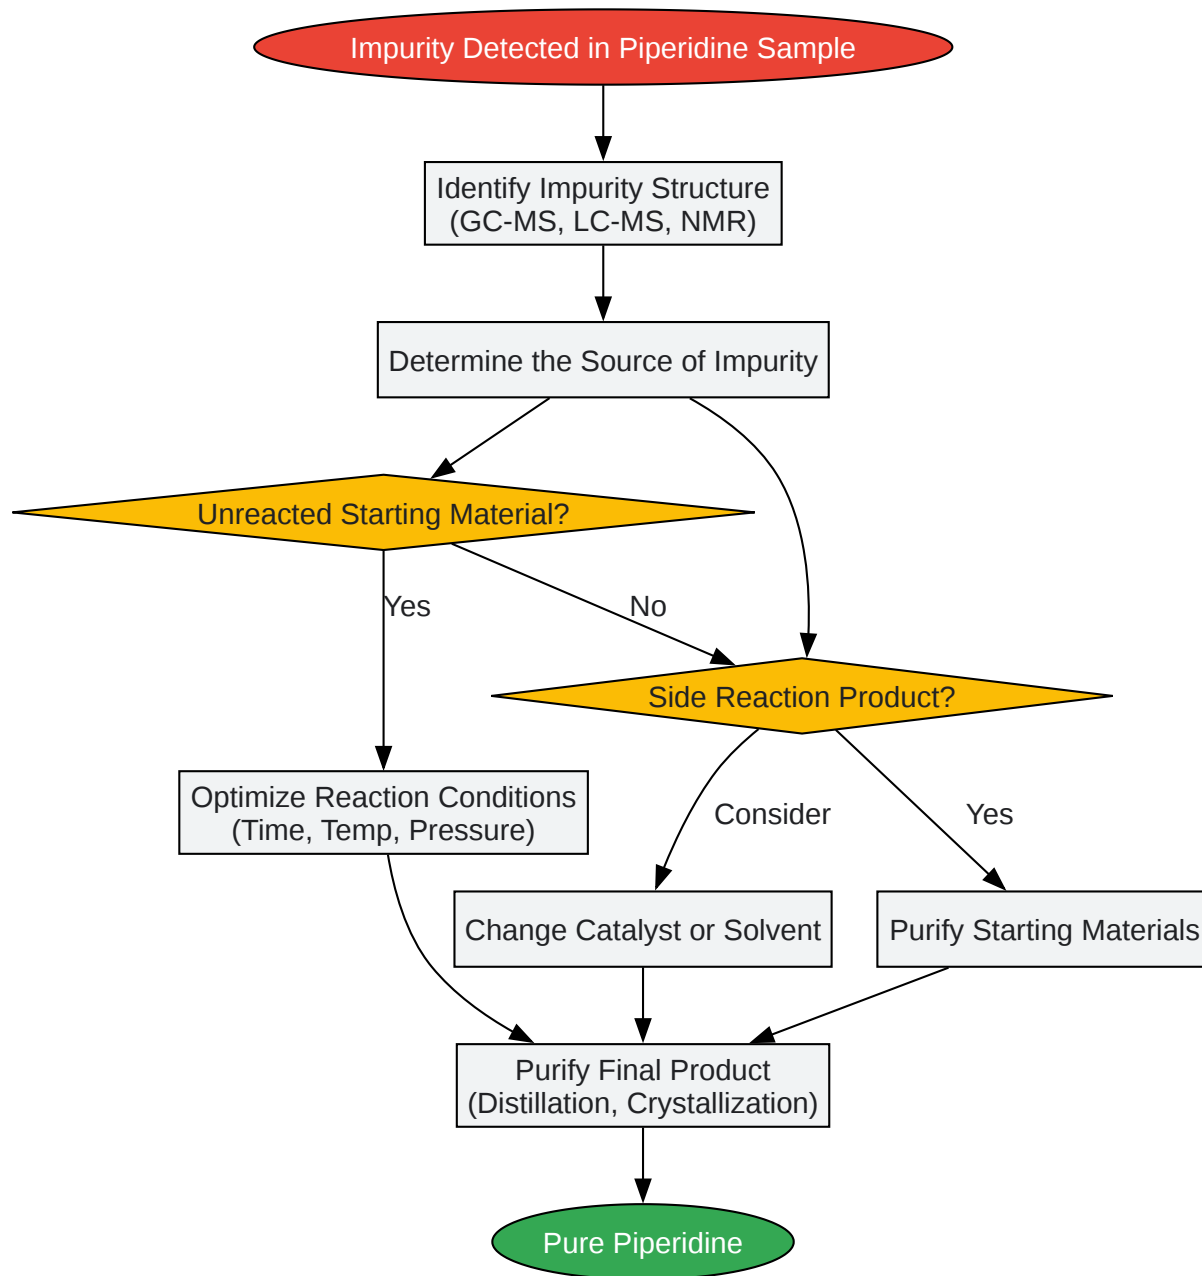 Impurity Detected in Piperidine Sample
Identify Impurity Structure
(GC-MS, LC-MS, NMR)
Determine the Source of Impurity
Unreacted Starting Material?
Yes
No
Side Reaction Product?
Optimize Reaction Conditions
(Time, Temp, Pressure)
Consider
Yes
Change Catalyst or Solvent
Purify Starting Materials
Purify Final Product
(Distillation, Crystallization)
Pure Piperidine